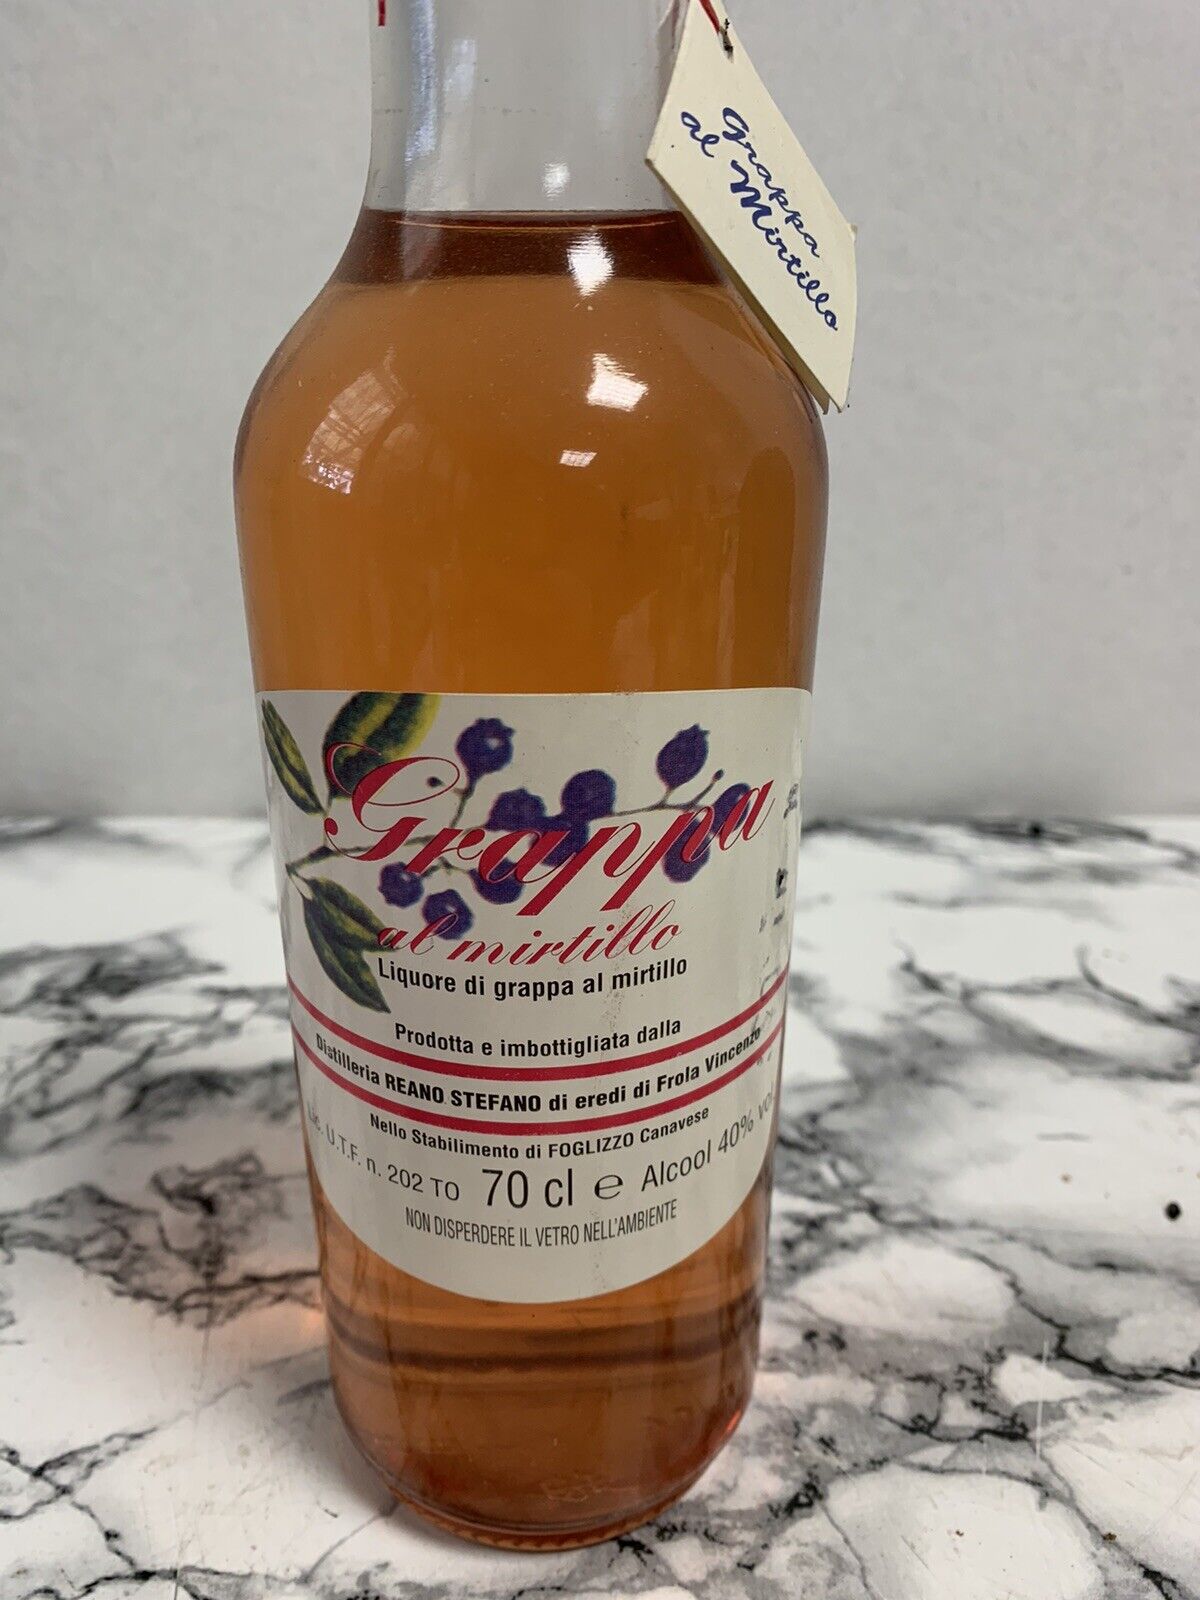 Grappa
al Mirtillo
Grappa
al mirtillo
Liquore di grappa al mirtillo
Prodotta e imbottigliata dalla
Distilleria REANO STEFANO di eredi di Frola Vincenzo
Nello Stabilimento di FOGLIZZO Canavese
Lic. U.T.F. n. 202 TO 70 cl e Alcool 40% vol
NON DISPERDERE IL VETRO NELL'AMBIENTE